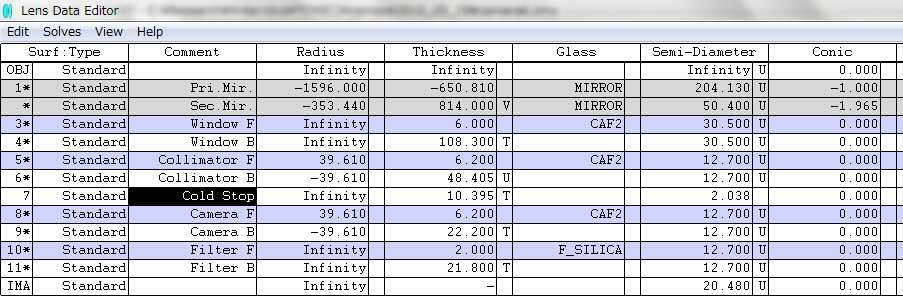 Lens Data Editor
Edit Solves View Help
Surf:Type Comment Radius Thickness Glass Semi-Diameter Conic
OBJ Standard Infinity Infinity Infinity U 0.000
1* Standard Pri.Mir. -1596.000 -650.810 MIRROR 204.130 U -1.000
* Standard Sec.Mir. -353.440 814.000 V MIRROR 50.400 U -1.965
3* Standard Window F Infinity 6.000 CAF2 30.500 U 0.000
4* Standard Window B Infinity 108.300 T 30.500 U 0.000
5* Standard Collimator F 39.610 6.200 CAF2 12.700 U 0.000
6* Standard Collimator B -39.610 48.405 U 12.700 U 0.000
7 Standard Cold Stop Infinity 10.395 T 2.038 0.000
8* Standard Camera F 39.610 6.200 CAF2 12.700 U 0.000
9* Standard Camera B -39.610 22.200 T 12.700 U 0.000
10* Standard Filter F Infinity 2.000 F_SILICA 12.700 U 0.000
11* Standard Filter B Infinity 21.800 T 12.700 U 0.000
IMA Standard Infinity - 20.480 U 0.000